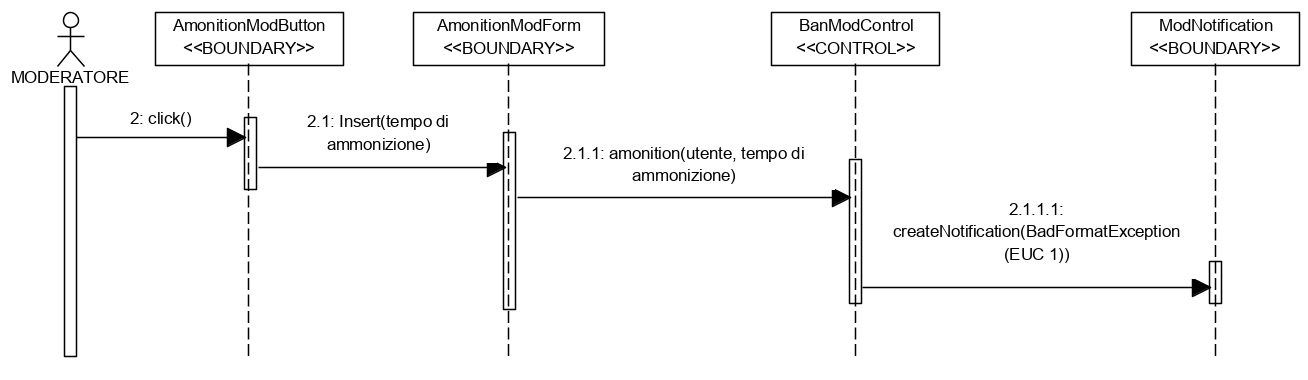 MODERATORE
AmonitionModButton
<<BOUNDARY>>
AmonitionModForm
<<BOUNDARY>>
BanModControl
<<CONTROL>>
ModNotification
<<BOUNDARY>>
2: click()
2.1: Insert(tempo di
ammonizione)
2.1.1: amonition(utente, tempo di
ammonizione)
2.1.1.1:
createNotification(BadFormatException
(EUC 1))